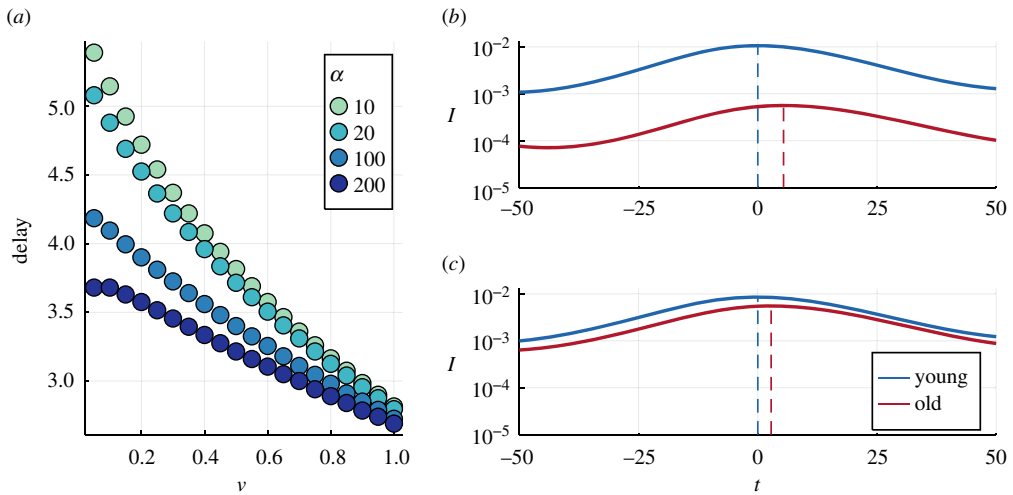 (a)
delay
5.0
4.5
4.0
3.5
3.0
0.2 0.4 0.6 0.8 1.0
v
α
10
20
100
200
(b)
I
10⁻²
10⁻³
10⁻⁴
10⁻⁵
−50 −25 0 25 50
(c)
I
10⁻²
10⁻³
10⁻⁴
10⁻⁵
−50 −25 0 25 50
t
young
old